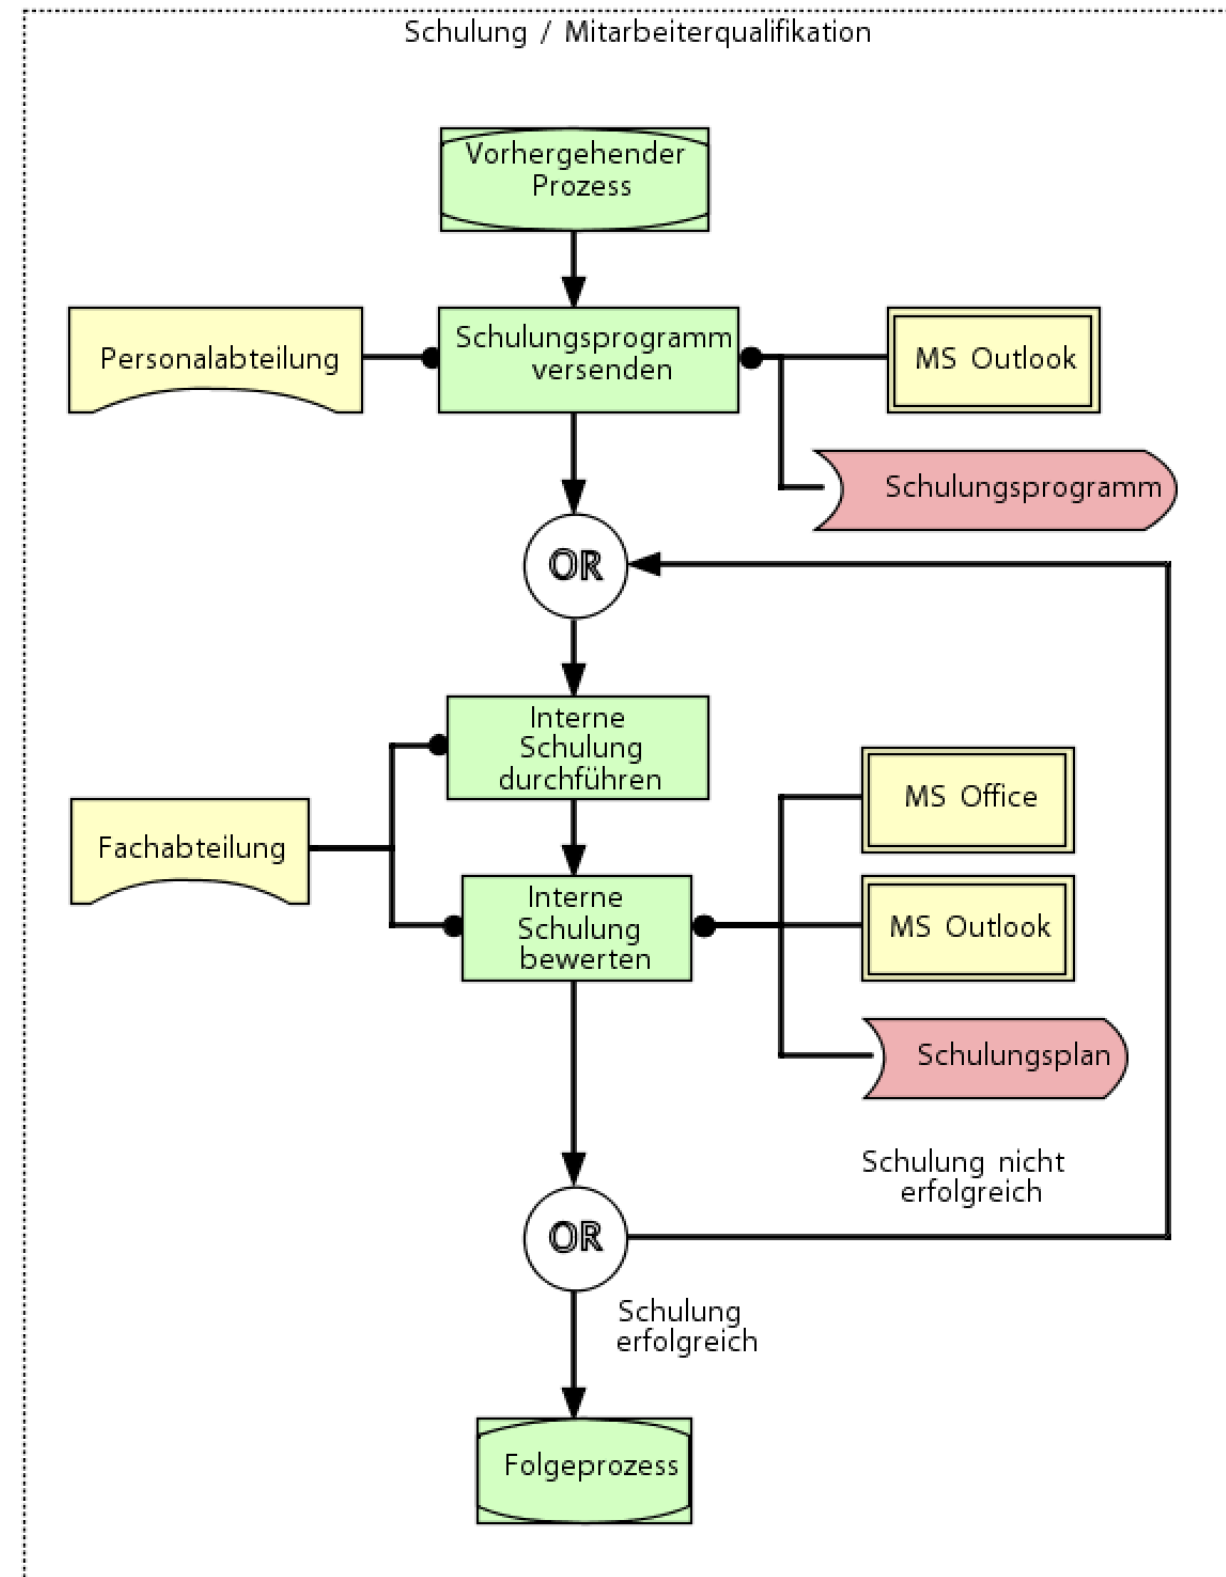 Schulung / Mitarbeiterqualifikation
Vorhergehender
Prozess
Personalabteilung
Schulungsprogramm
versenden
MS Outlook
Schulungsprogramm
OR
Interne
Schulung
durchführen
Fachabteilung
MS Office
Interne
Schulung
bewerten
MS Outlook
Schulungsplan
Schulung nicht
erfolgreich
OR
Schulung
erfolgreich
Folgeprozess